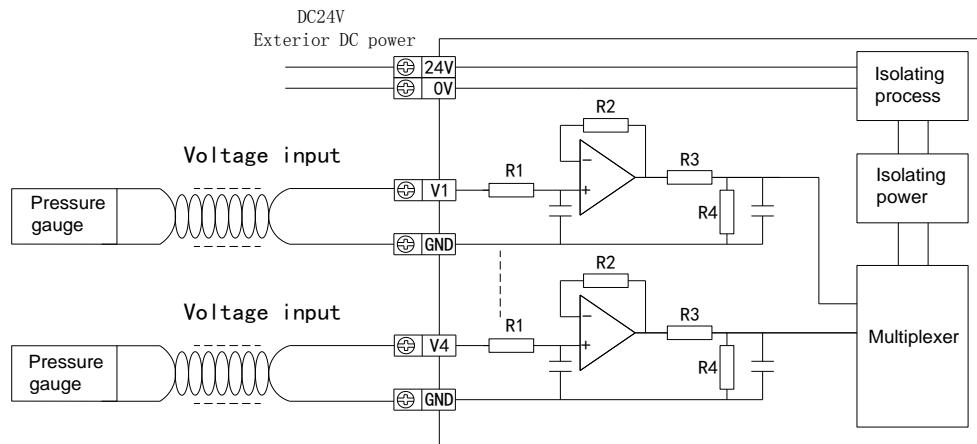 DC24V
Exterior DC power
24V
0V
Isolating
process
R2
Voltage input
R1
V1
−
+
R3
R4
Pressure
gauge
Isolating
power
GND
R2
Voltage input
R1
V4
−
+
R3
R4
Multiplexer
Pressure
gauge
GND